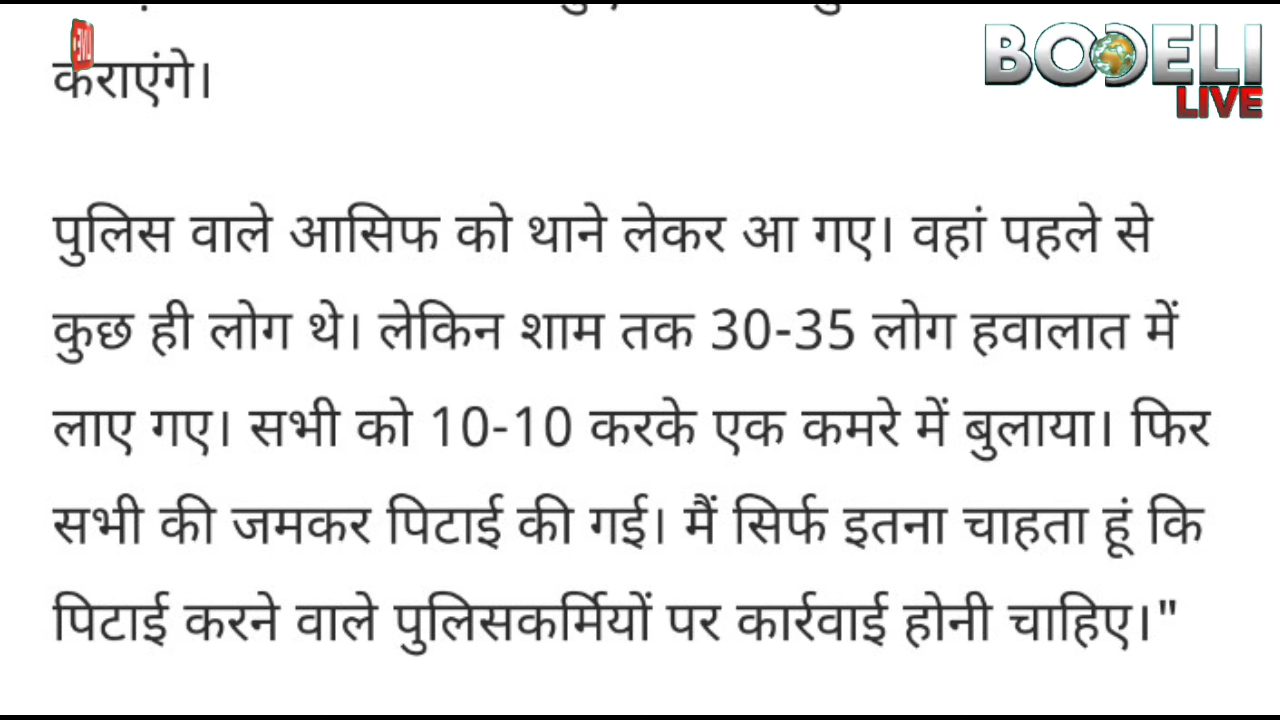 BODELI
LIVE
कराएंगे।
पुलिस वाले आसिफ को थाने लेकर आ गए। वहां पहले से
कुछ ही लोग थे। लेकिन शाम तक 30-35 लोग हवालात में
लाए गए। सभी को 10-10 करके एक कमरे में बुलाया। फिर
सभी की जमकर पिटाई की गई। मैं सिर्फ इतना चाहता हूं कि
पिटाई करने वाले पुलिसकर्मियों पर कार्रवाई होनी चाहिए।"